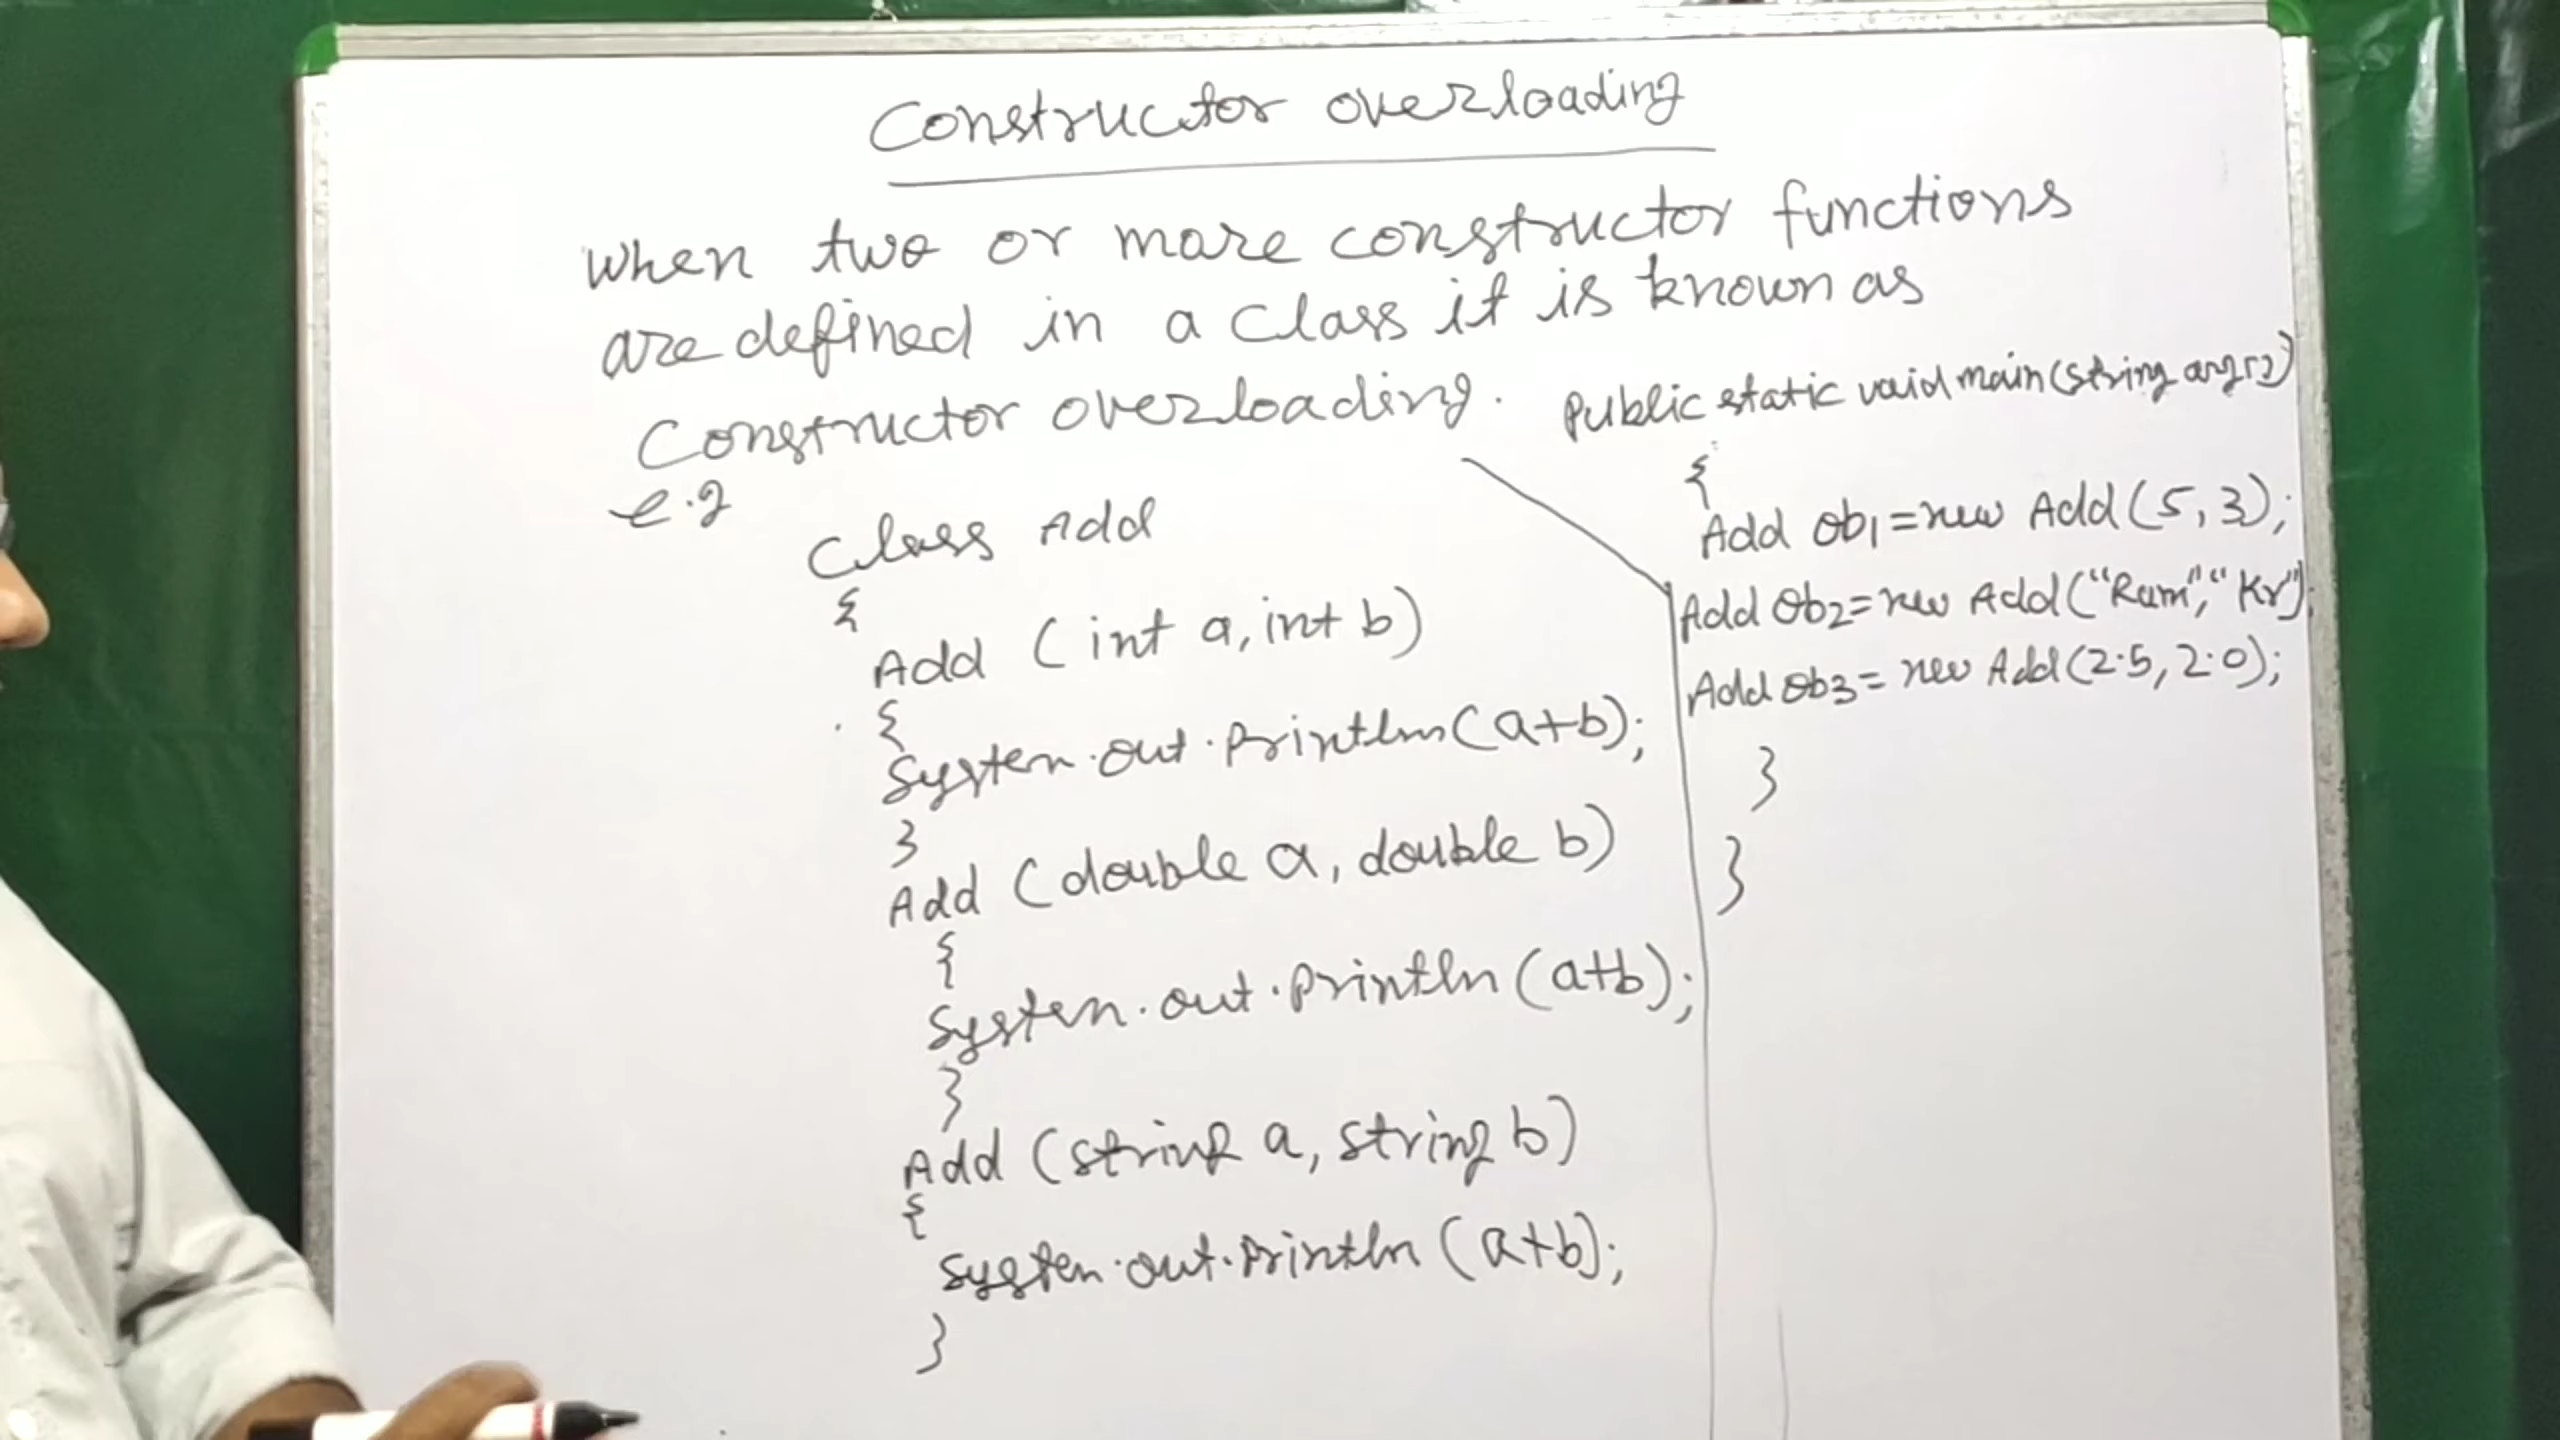 Constructor overloading
When two or more constructor functions
are defined in a class it is known as
Constructor overloading.
e.g
Class Add
{
Add (int a, int b)
{
System.out.println(a+b);
}
Add (double a, double b)
{
System.out.println(a+b);
}
Add (string a, string b)
{
System.out.println(a+b);
}
Public static void main(string arg[])
{
Add ob1=new Add(5,3);
Add ob2=new Add("Ram","Kr");
Add ob3=new Add(2.5, 2.0);
}
}